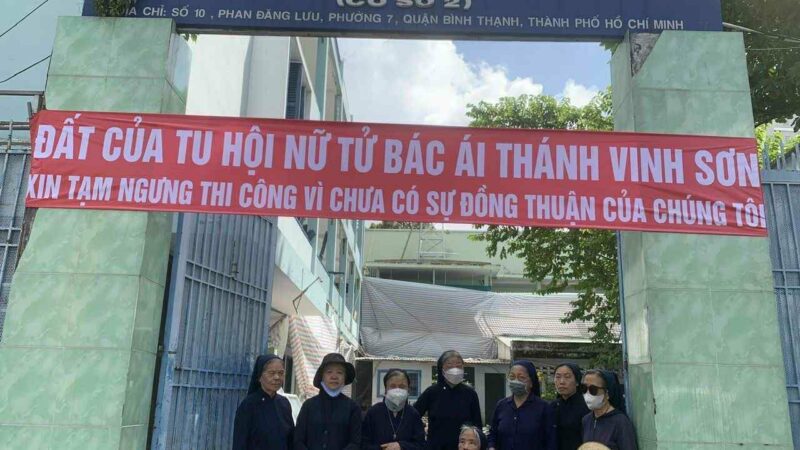 (CƠ SỞ 2)
ĐỊA CHỈ: SỐ 10, PHAN ĐĂNG LƯU, PHƯỜNG 7, QUẬN BÌNH THẠNH, THÀNH PHỐ HỒ CHÍ MINH
ĐẤT CỦA TU HỘI NỮ TỬ BÁC ÁI THÁNH VINH SƠN
XIN TẠM NGƯNG THI CÔNG VÌ CHƯA CÓ SỰ ĐỒNG THUẬN CỦA CHÚNG TÔI